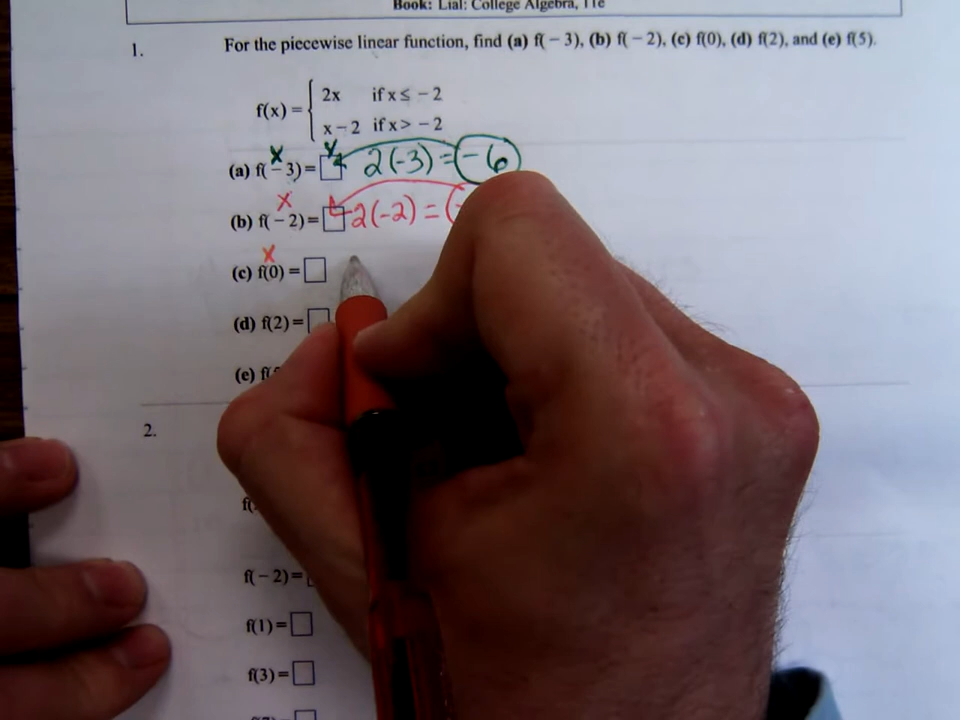 Book: Lial: College Algebra, 11e
1. For the piecewise linear function, find (a) f( − 3), (b) f( − 2), (c) f(0), (d) f(2), and (e) f(5).
f(x) = { 2x if x ≤ − 2
x − 2 if x > − 2
x y
(a) f( − 3) = □ 2(-3) = -6
x
(b) f( − 2) = □ 2(-2) = (
x
(c) f(0) = □
(d) f(2) = □
(e)
2.
f( − 2) =
f(1) = □
f(3) = □